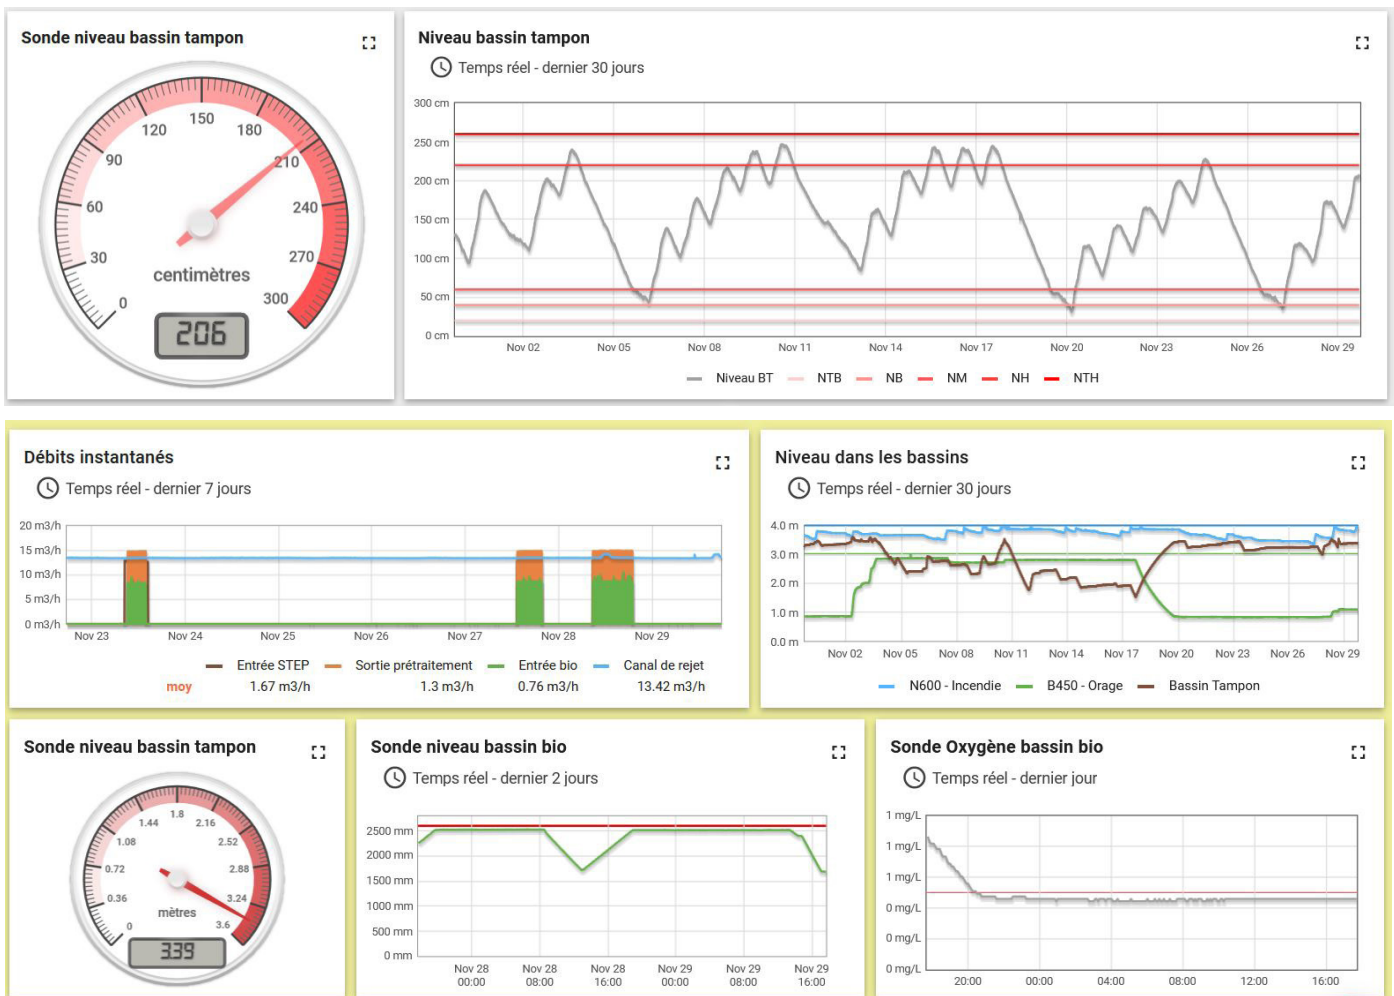 Sonde niveau bassin tampon
0
30
60
90
120
150
180
210
240
270
300
centimètres
206
Niveau bassin tampon
Temps réel - dernier 30 jours
300 cm
250 cm
200 cm
150 cm
100 cm
50 cm
0 cm
Nov 02 Nov 05 Nov 08 Nov 11 Nov 14 Nov 17 Nov 20 Nov 23 Nov 26 Nov 29
Niveau BT NTB NB NM NH NTH
Débits instantanés
Temps réel - dernier 7 jours
20 m3/h
15 m3/h
10 m3/h
5 m3/h
0 m3/h
Nov 23 Nov 24 Nov 25 Nov 26 Nov 27 Nov 28 Nov 29
Entrée STEP Sortie prétraitement Entrée bio Canal de rejet
moy 1.67 m3/h 1.3 m3/h 0.76 m3/h 13.42 m3/h
Niveau dans les bassins
Temps réel - dernier 30 jours
4.0 m
3.0 m
2.0 m
1.0 m
0.0 m
Nov 02 Nov 05 Nov 08 Nov 11 Nov 14 Nov 17 Nov 20 Nov 23 Nov 26 Nov 29
N600 - Incendie B450 - Orage Bassin Tampon
Sonde niveau bassin tampon
0
0.36
0.72
1.08
1.44
1.8
2.16
2.52
2.88
3.24
3.6
mètres
3.39
Sonde niveau bassin bio
Temps réel - dernier 2 jours
2500 mm
2000 mm
1500 mm
1000 mm
500 mm
0 mm
Nov 28 Nov 28 Nov 28 Nov 29 Nov 29 Nov 29
00:00 08:00 16:00 00:00 08:00 16:00
Sonde Oxygène bassin bio
Temps réel - dernier jour
1 mg/L
1 mg/L
1 mg/L
0 mg/L
0 mg/L
0 mg/L
20:00 00:00 04:00 08:00 12:00 16:00